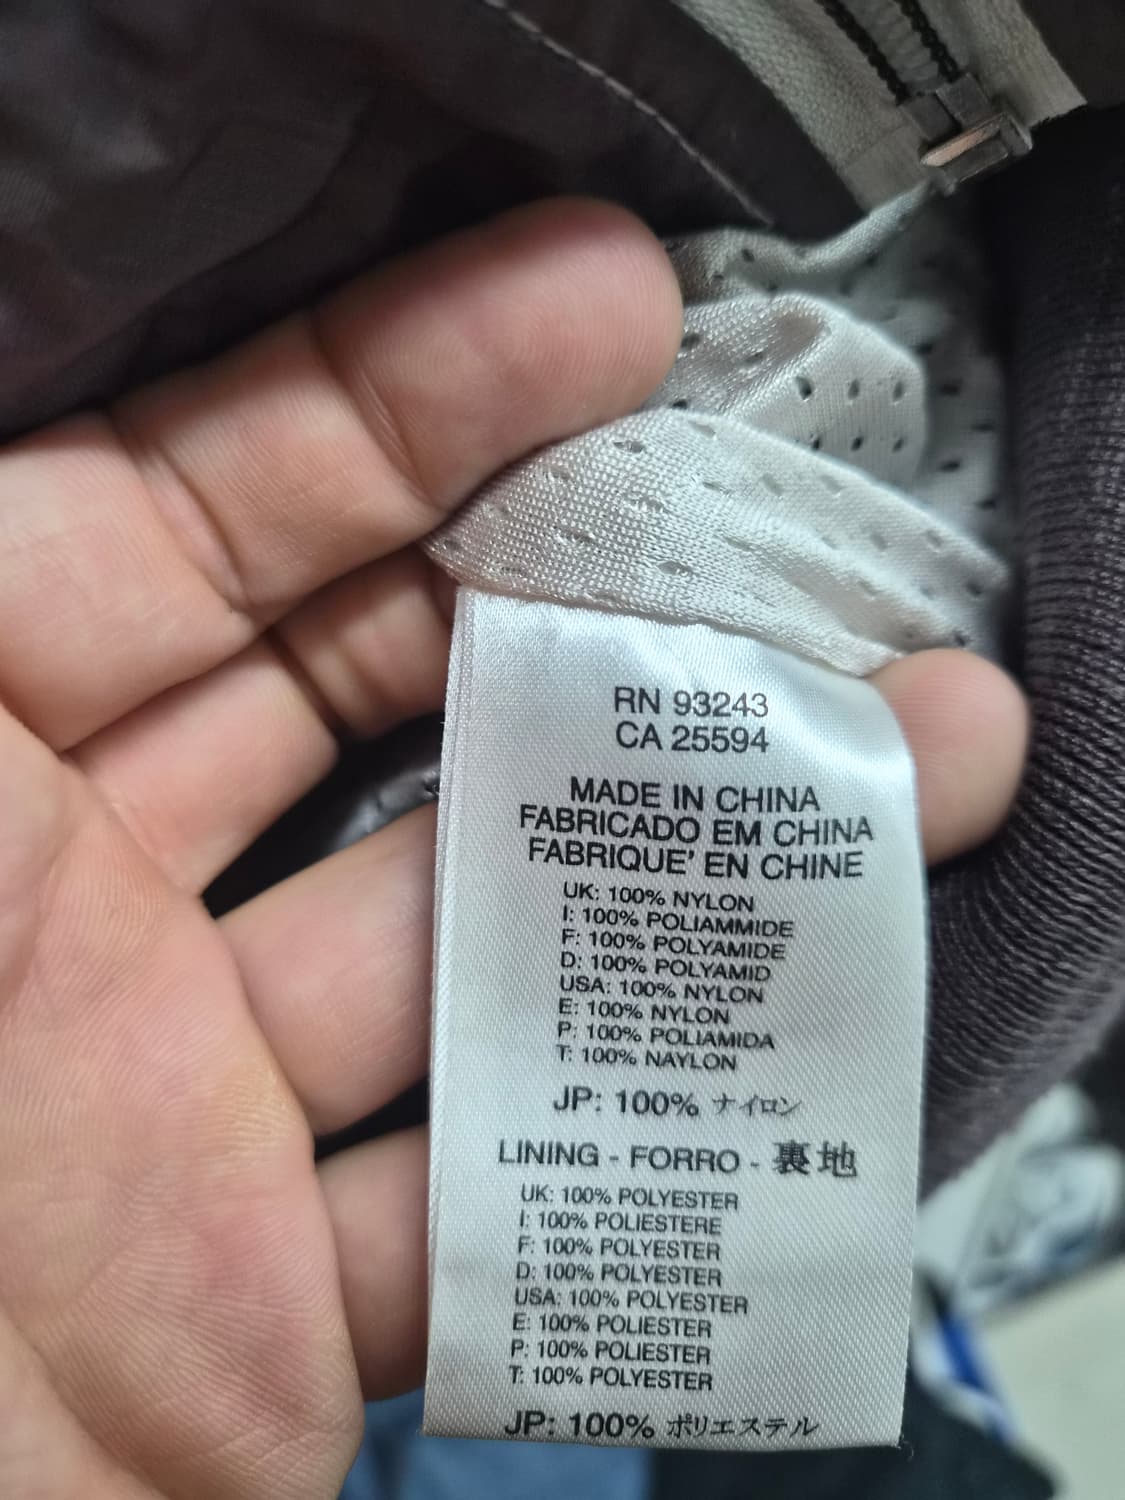 RN 93243
CA 25594
MADE IN CHINA
FABRICADO EM CHINA
FABRIQUE' EN CHINE
UK: 100% NYLON
I: 100% POLIAMMIDE
F: 100% POLYAMIDE
D: 100% POLYAMID
USA: 100% NYLON
E: 100% NYLON
P: 100% POLIAMIDA
T: 100% NAYLON
JP: 100% ナイロン
LINING - FORRO - 裏地
UK: 100% POLYESTER
I: 100% POLIESTERE
F: 100% POLYESTER
D: 100% POLYESTER
USA: 100% POLYESTER
E: 100% POLIESTER
P: 100% POLIESTER
T: 100% POLYESTER
JP: 100% ポリエステル